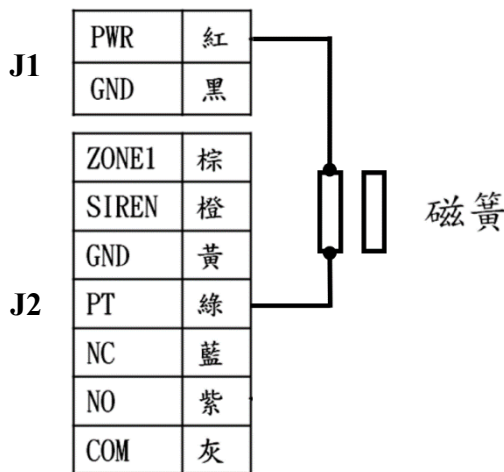 J1
PWR 紅
GND 黑
ZONE1 棕
SIREN 橙
GND 黃
J2
PT 綠
NC 藍
NO 紫
COM 灰
磁簧